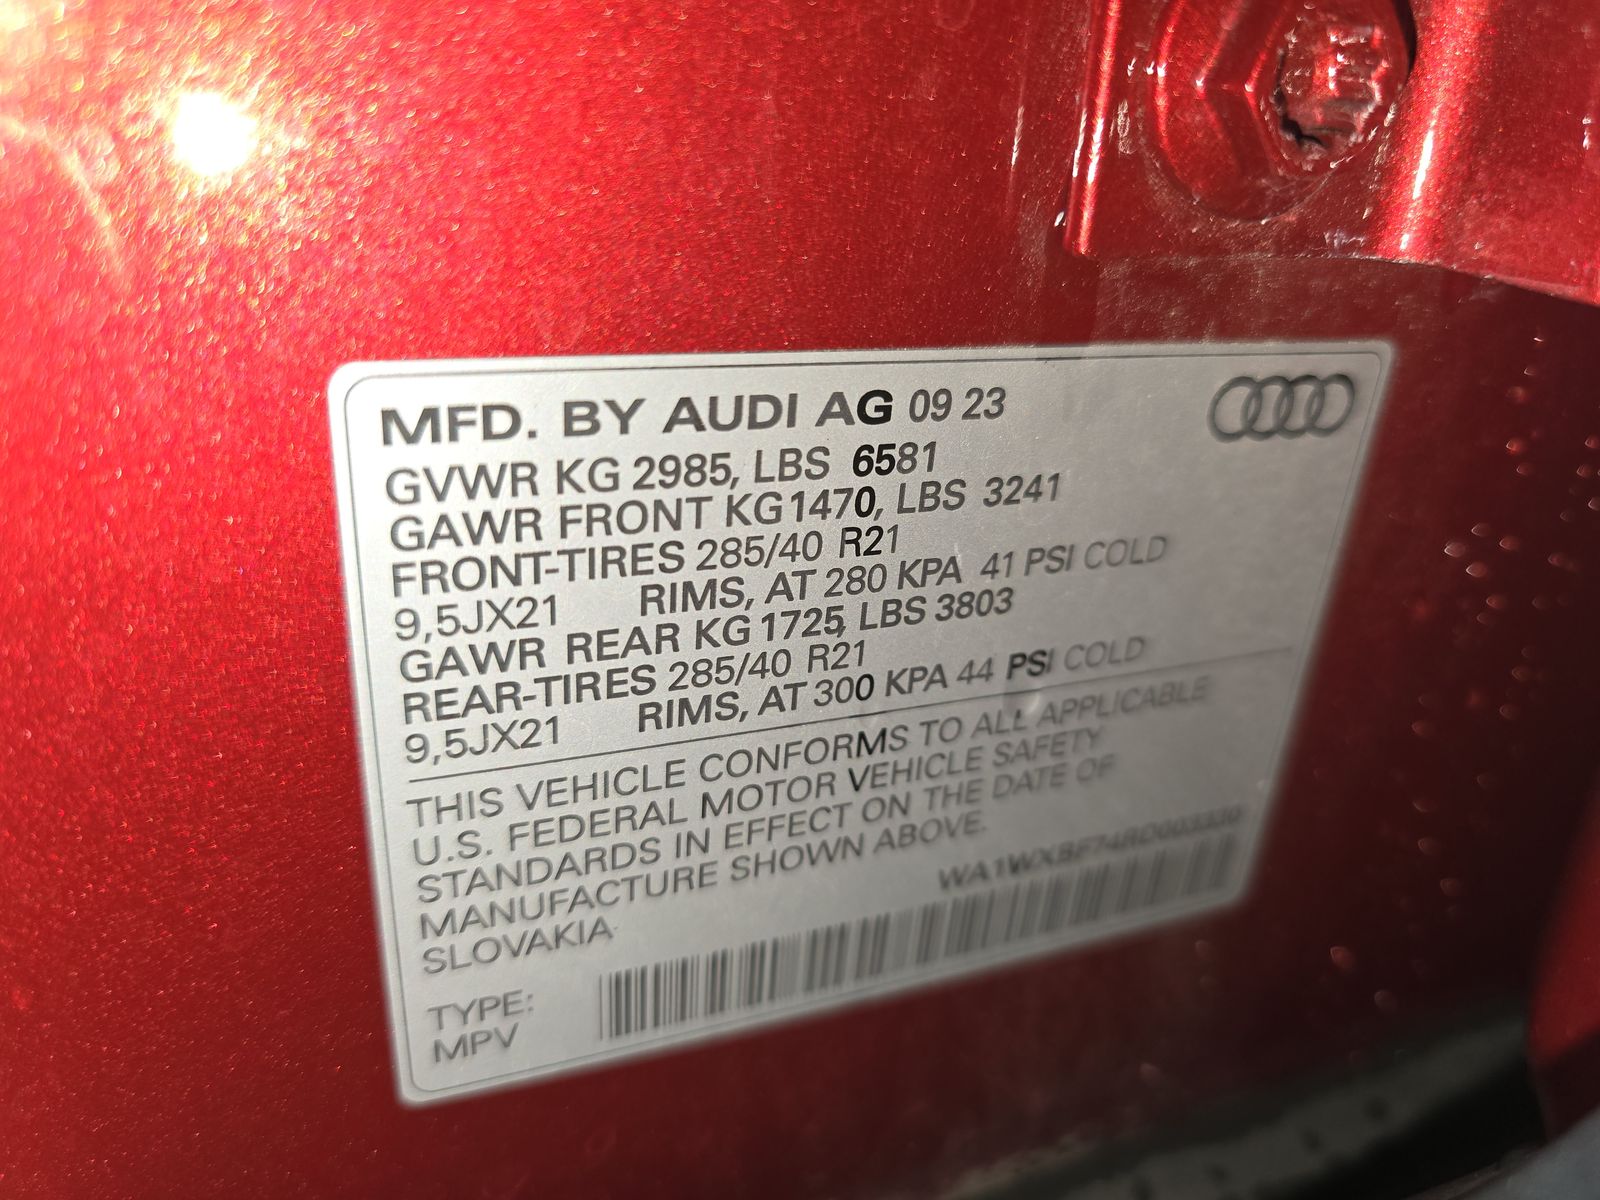 MFD. BY AUDI AG 09 23
GVWR KG 2985, LBS 6581
GAWR FRONT KG 1470, LBS 3241
FRONT-TIRES 285/40 R21
9,5JX21 RIMS, AT 280 KPA 41 PSI COLD
GAWR REAR KG 1725, LBS 3803
REAR-TIRES 285/40 R21
9,5JX21 RIMS, AT 300 KPA 44 PSI COLD
THIS VEHICLE CONFORMS TO ALL APPLICABLE
U.S. FEDERAL MOTOR VEHICLE SAFETY
STANDARDS IN EFFECT ON THE DATE OF
MANUFACTURE SHOWN ABOVE.
SLOVAKIA
TYPE:
MPV